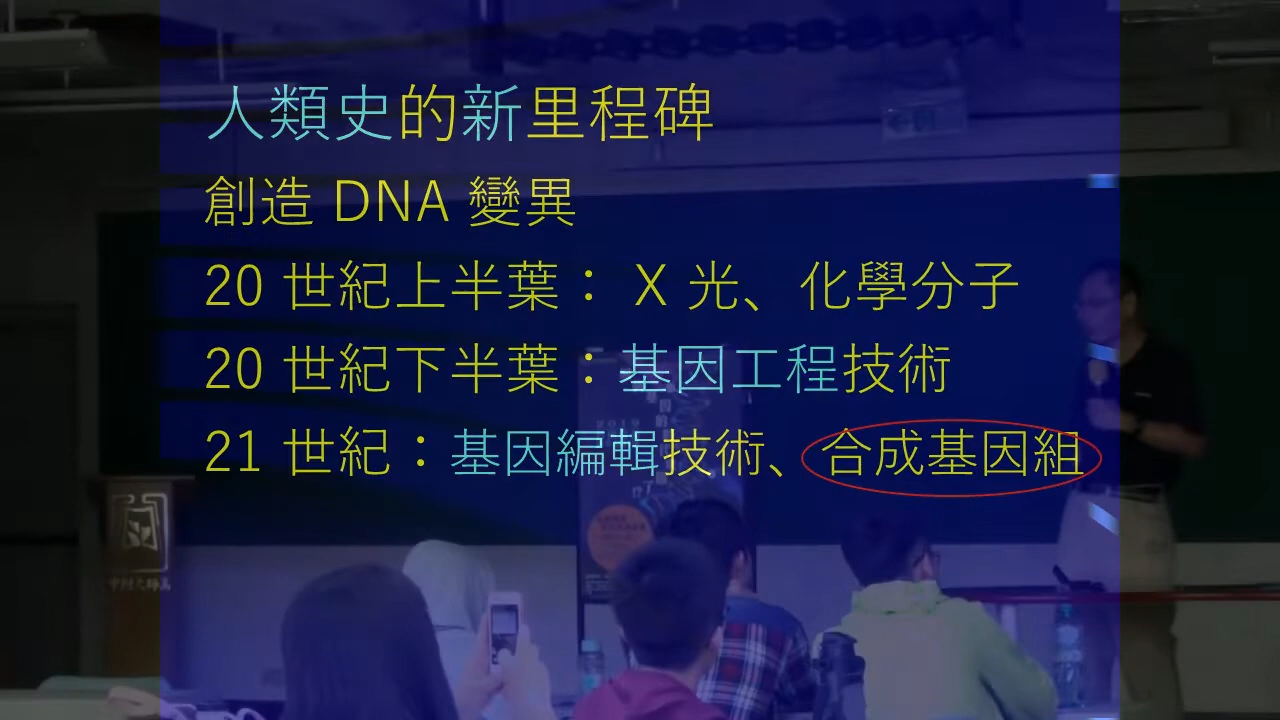 人類史的新里程碑
創造 DNA 變異
20 世紀上半葉： X 光、化學分子
20 世紀下半葉：基因工程技術
21 世紀：基因編輯技術、合成基因組